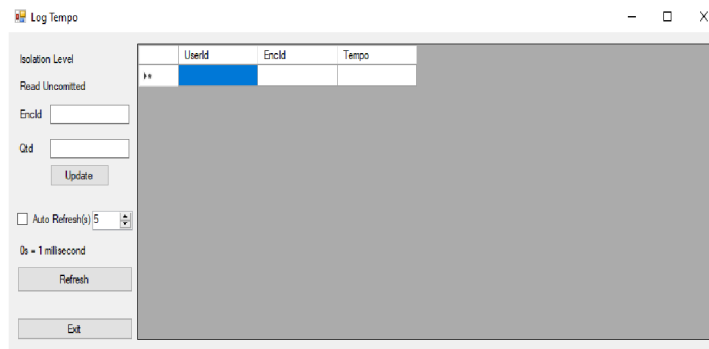 Log Tempo
UserId EncId Tempo
Isolation Level
Read Uncomitted
EncId
Qtd
Update
Auto Refresh(s) 5
0s = 1 millisecond
Refresh
Exit